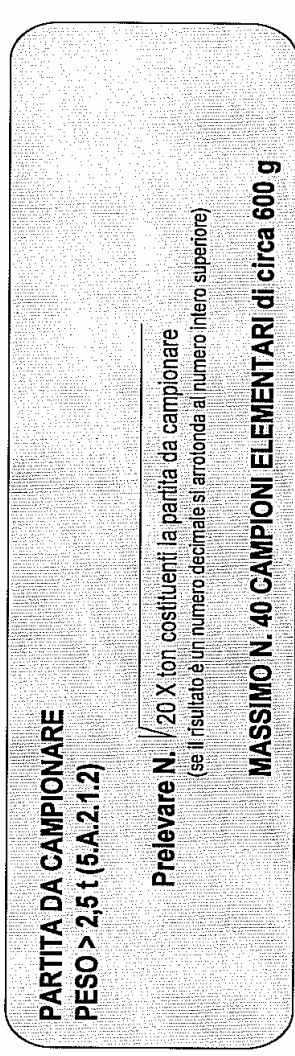 PARTITA DA CAMPIONARE
PESO > 2,5 t (5.A.2.1.2)
Prelevare N. √20 X ton costituenti la partita da campionare
(se il risultato è un numero decimale si arrotonda al numero intero superiore)
MASSIMO N. 40 CAMPIONI ELEMENTARI di circa 600 g